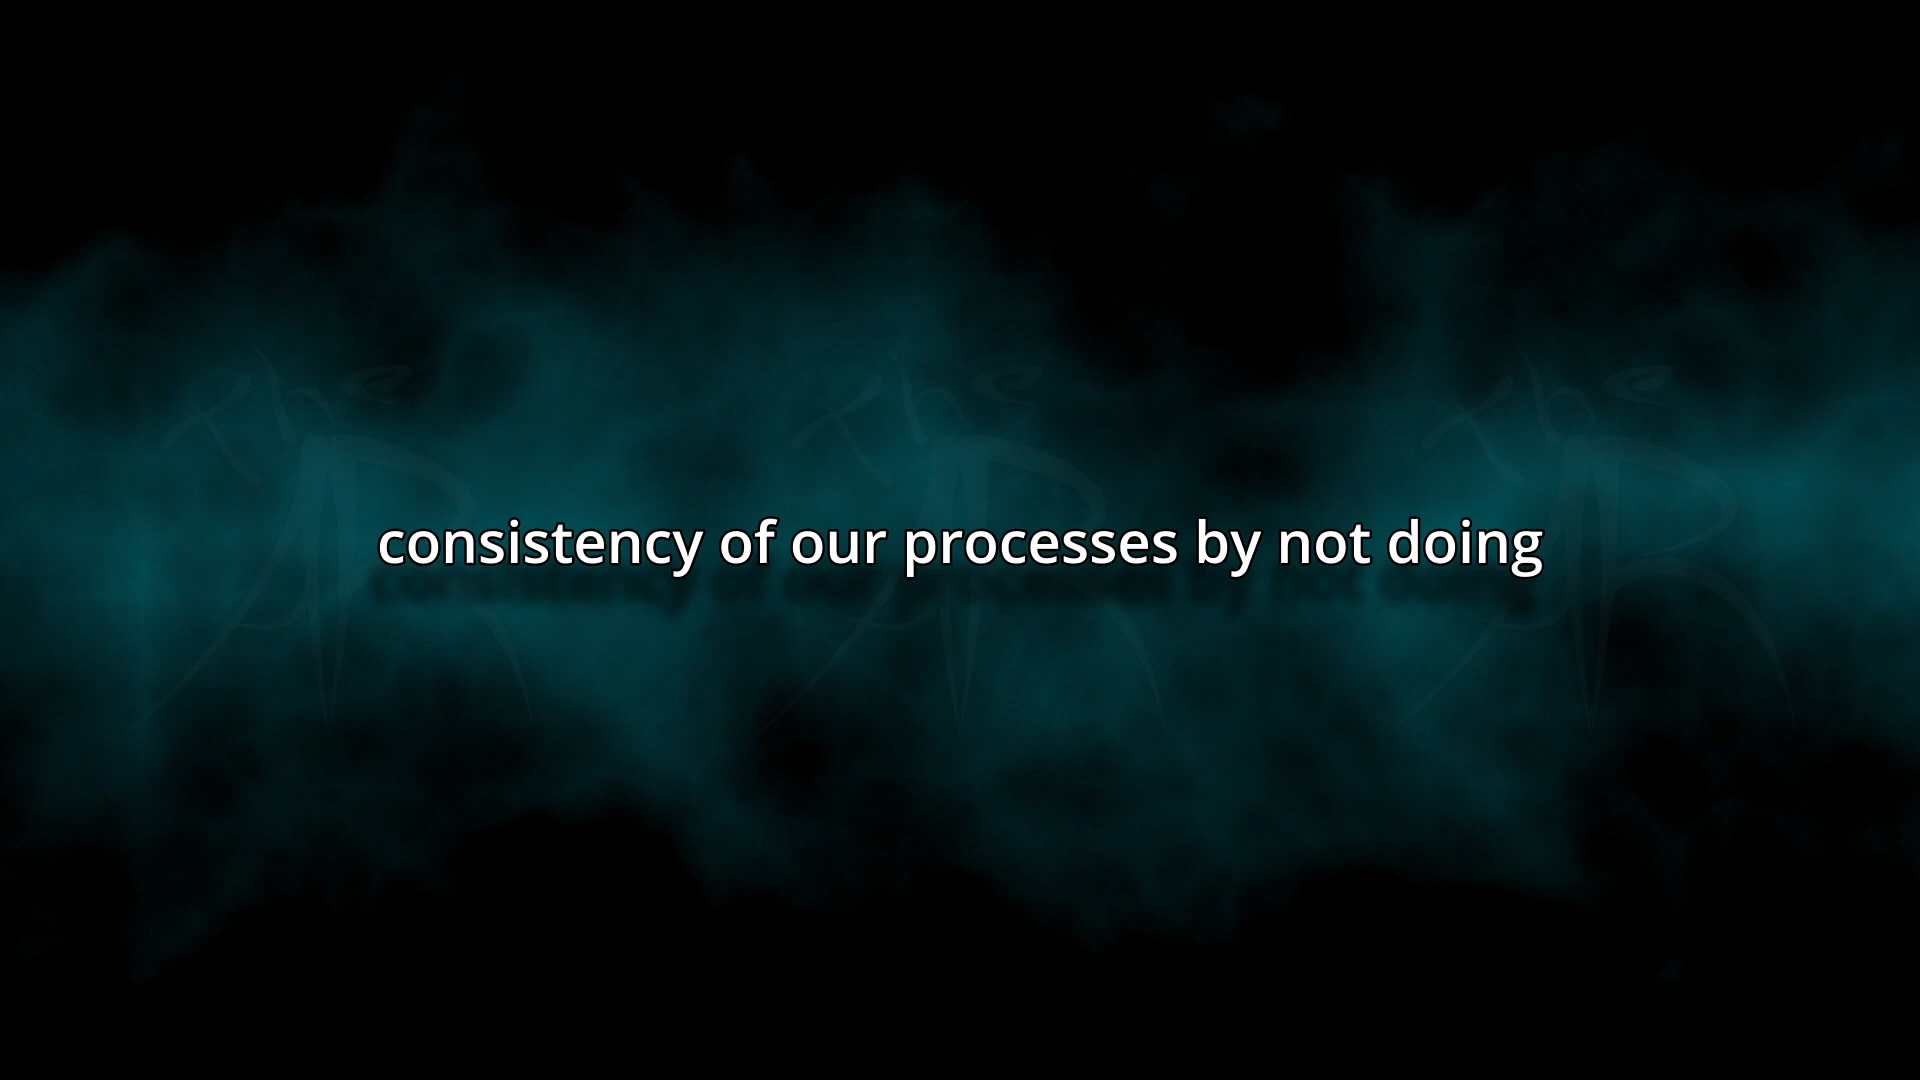 consistency of our processes by not doing